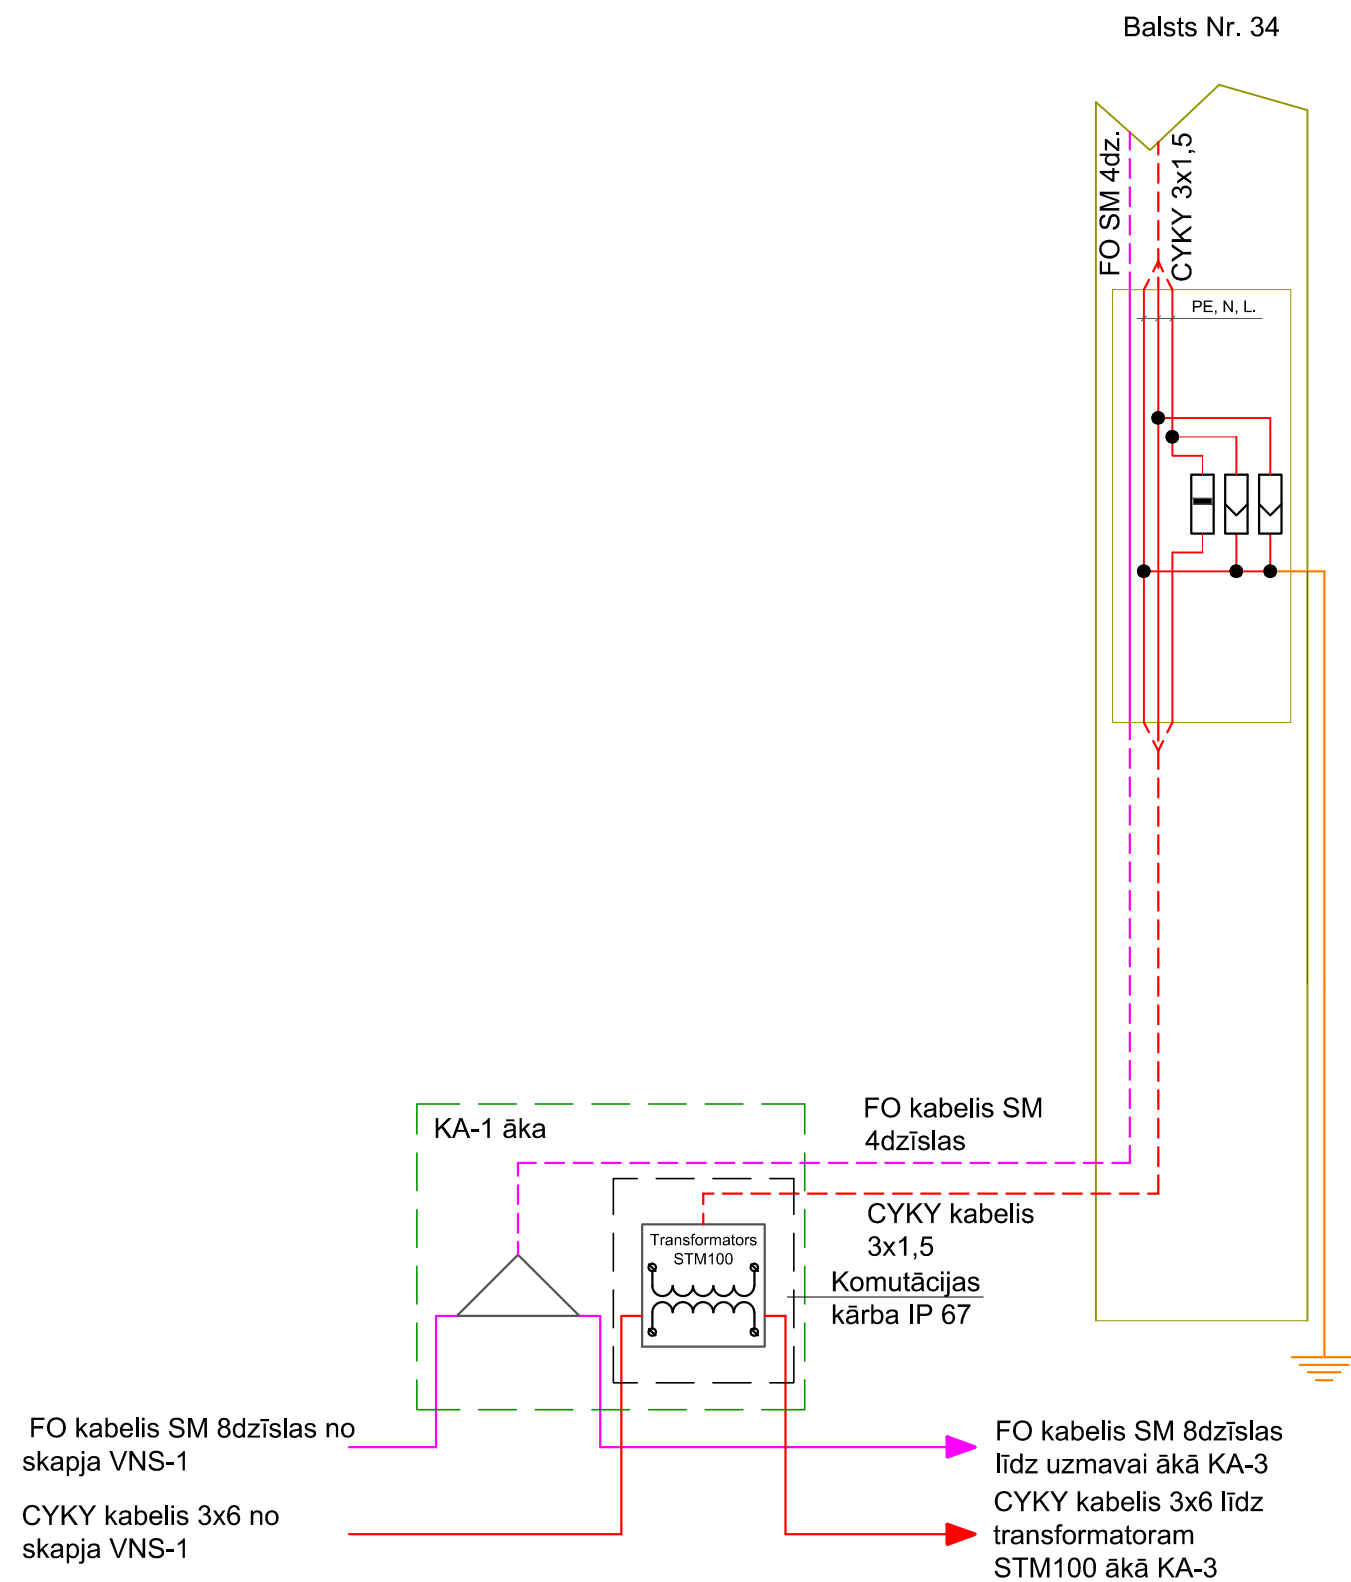 Balsts Nr. 34
FO SM 4dz.
CYKY 3x1,5
PE, N, L.
KA-1 āka
FO kabelis SM
4dzīslas
Transformators
STM100
CYKY kabelis
3x1,5
Komutācijas
kārba IP 67
FO kabelis SM 8dzīslas no
skapja VNS-1
CYKY kabelis 3x6 no
skapja VNS-1
FO kabelis SM 8dzīslas
līdz uzmavai ākā KA-3
CYKY kabelis 3x6 līdz
transformatoram
STM100 ākā KA-3